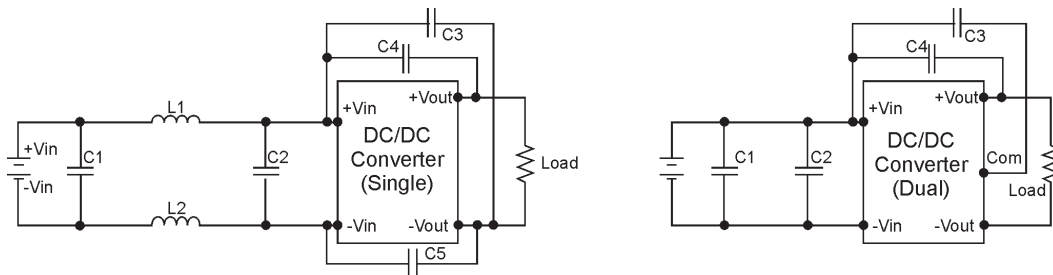 C3
C4
L1
+Vin
+Vout
+Vin
C1
C2
DC/DC
Converter
(Single)
Load
-Vin
L2
-Vin
-Vout
C5
C3
C4
+Vin
+Vout
C1
C2
DC/DC
Converter
(Dual)
Com
Load
-Vin
-Vout